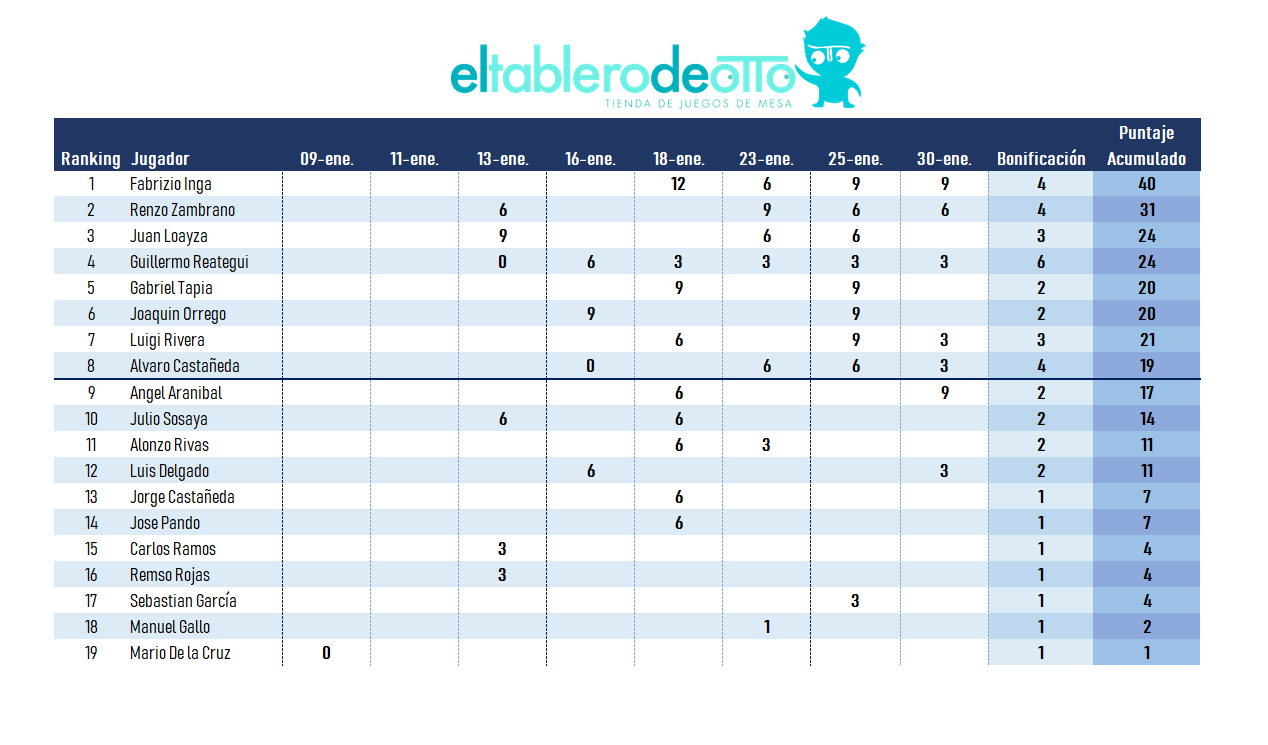 eltablerodeotto
TIENDA DE JUEGOS DE MESA
Ranking Jugador 09-ene. 11-ene. 13-ene. 16-ene. 18-ene. 23-ene. 25-ene. 30-ene. Bonificación Puntaje Acumulado
1 Fabrizio Inga 12 6 9 9 4 40
2 Renzo Zambrano 6 9 6 6 4 31
3 Juan Loayza 9 6 6 3 24
4 Guillermo Reategui 0 6 3 3 3 3 6 24
5 Gabriel Tapia 9 9 2 20
6 Joaquin Orrego 9 9 2 20
7 Luigi Rivera 6 9 3 3 21
8 Alvaro Castañeda 0 6 6 3 4 19
9 Angel Aranibal 6 9 2 17
10 Julio Sosaya 6 6 2 14
11 Alonzo Rivas 6 3 2 11
12 Luis Delgado 6 3 2 11
13 Jorge Castañeda 6 1 7
14 Jose Pando 6 1 7
15 Carlos Ramos 3 1 4
16 Remso Rojas 3 1 4
17 Sebastian García 3 1 4
18 Manuel Gallo 1 1 2
19 Mario De la Cruz 0 1 1